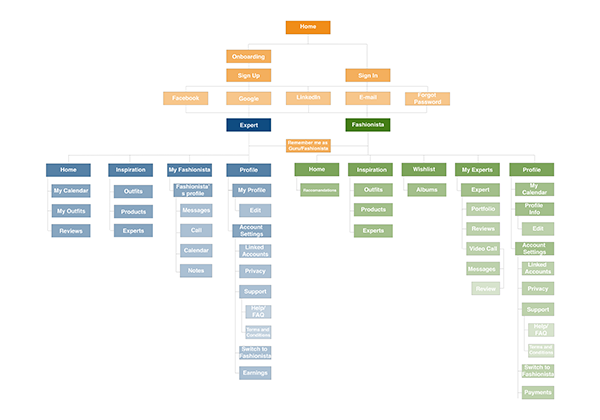 Home
Onboarding
Sign Up
Sign In
Facebook
Google
LinkedIn
E-mail
Forgot
Password
Expert
Fashionista
Remember me as
Guru/Fashionista
Home
Inspiration
My Fashionista
Profile
Home
Inspiration
Wishlist
My Experts
Profile
My Calendar
My Outfits
Reviews
Outfits
Products
Experts
Fashionista'
s profile
Messages
Call
Calendar
Notes
My Profile
Edit
Account
Settings
Linked
Accounts
Privacy
Support
Help/
FAQ
Terms and
Conditions
Switch to
Fashionista
Earnings
Recommendations
Outfits
Products
Experts
Albums
Expert
Portfolio
Reviews
Video Call
Messages
Review
My
Calendar
Profile
Info
Edit
Account
Settings
Linked
Accounts
Privacy
Support
Help/
FAQ
Terms and
Conditions
Switch to
Fashionista
Payments